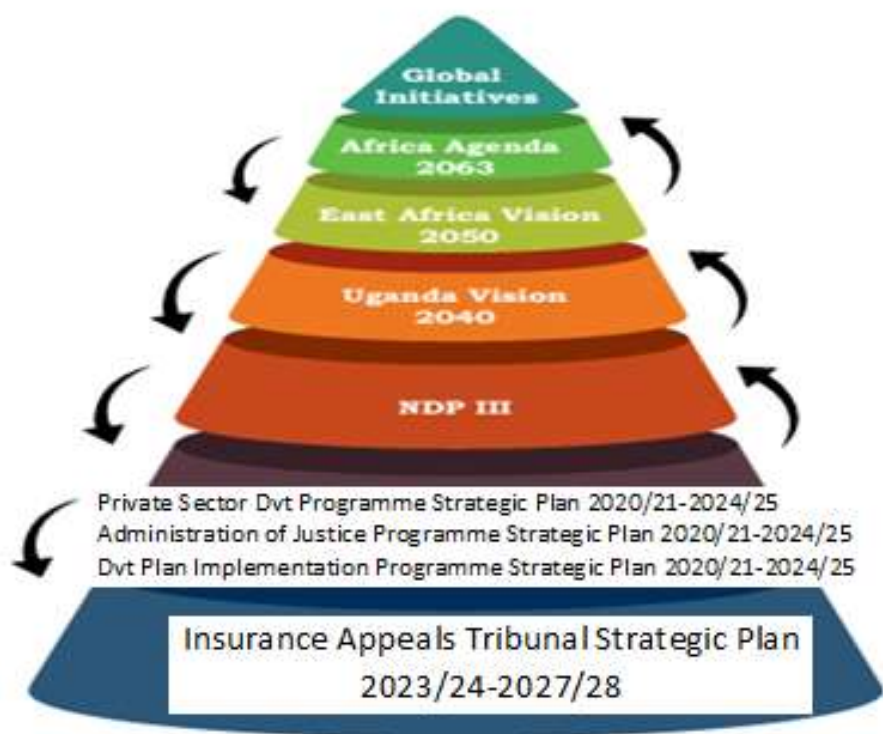 Global
Initiatives
Africa Agenda
2063
East Africa Vision
2050
Uganda Vision
2040
NDP III
Private Sector Dvt Programme Strategic Plan 2020/21-2024/25
Administration of Justice Programme Strategic Plan 2020/21-2024/25
Dvt Plan Implementation Programme Strategic Plan 2020/21-2024/25
Insurance Appeals Tribunal Strategic Plan
2023/24-2027/28